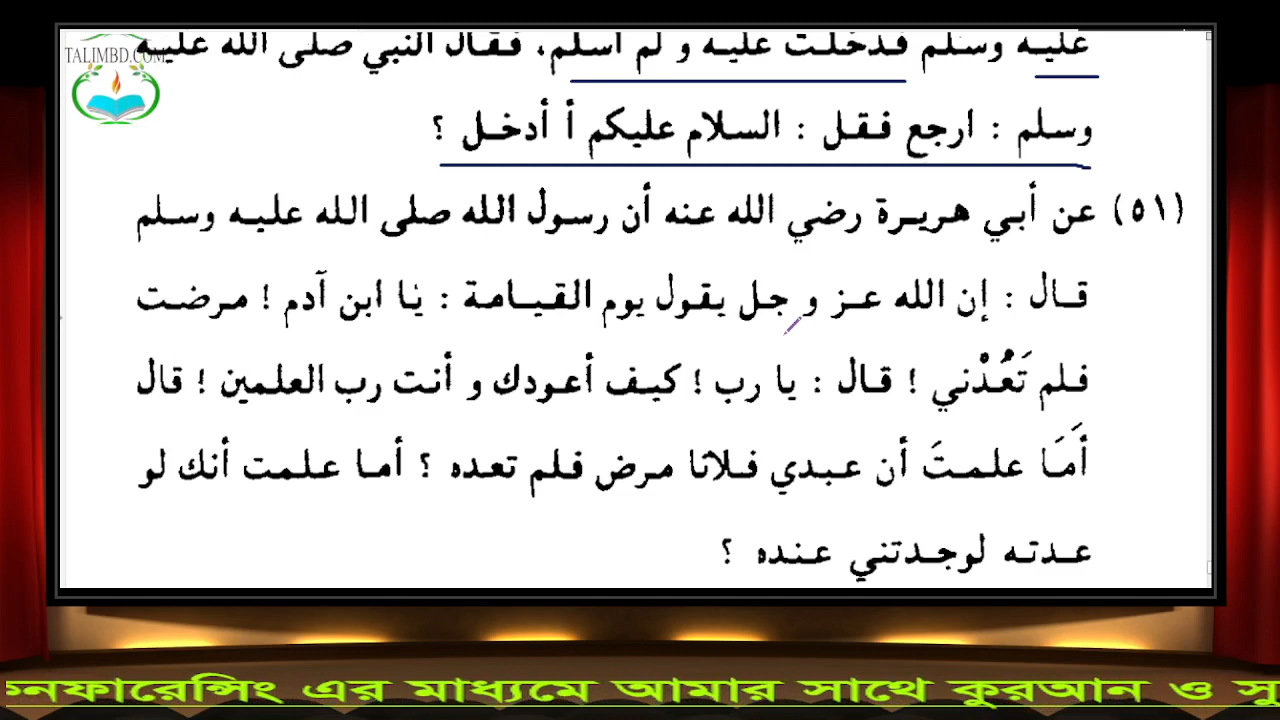 TALIMBD.COM
عليه وسلم فدخلت عليه و لم اسلم، فقال النبي صلى الله عليه
وسلم : ارجع فقل : السلام عليكم أ أدخل ؟
(٥١) عن أبي هريرة رضي الله عنه أن رسول الله صلى الله عليه وسلم
قال : إن الله عز و جل يقول يوم القيامة : يا ابن آدم ! مرضت
فلم تَعُدْني ! قال : يا رب ! كيف أعودك و أنت رب العلمين ! قال
أَمَا علمتَ أن عبدي فلانا مرض فلم تعده ؟ أما علمت أنك لو
عدته لوجدتني عنده ؟
এর মাধ্যমে আমার সাথে কুরআন ও